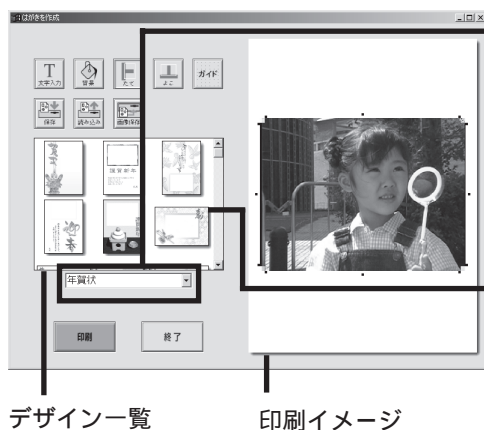 はがきを作成
文字入力 背景 たて よこ ガイド
保存 読み込み 画像保存
謹賀新年
迎春
年賀状
印刷 終了
デザイン一覧 印刷イメージ